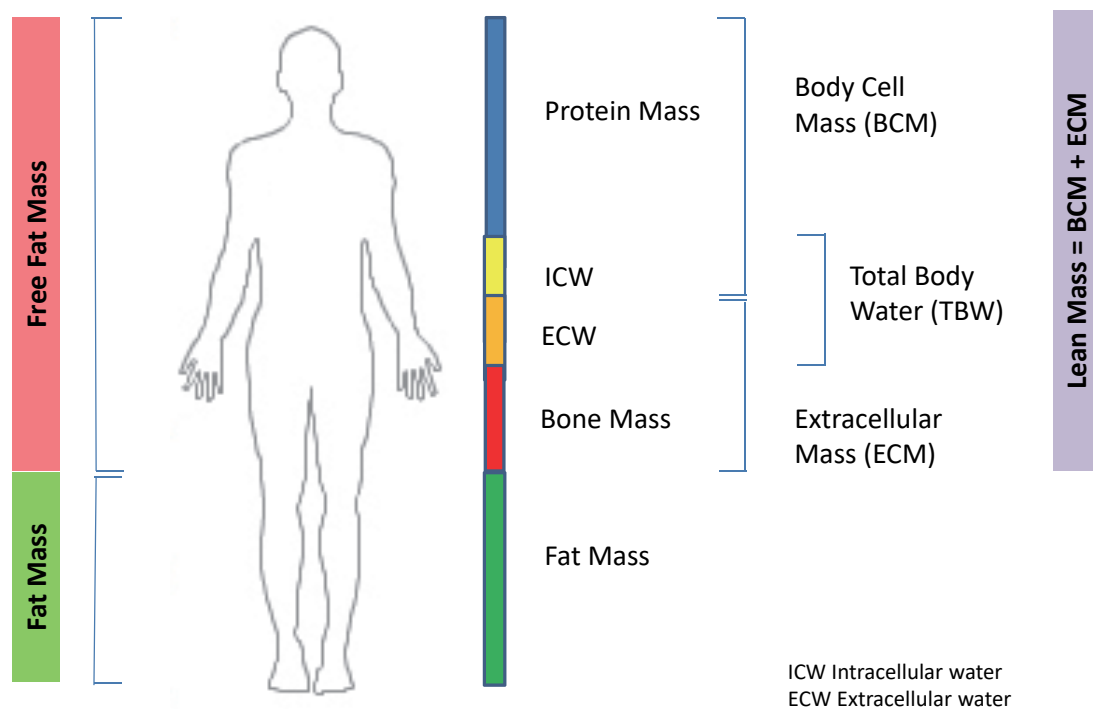 Free Fat Mass
Fat Mass
Protein Mass
ICW
ECW
Bone Mass
Fat Mass
Body Cell
Mass (BCM)
Total Body
Water (TBW)
Extracellular
Mass (ECM)
Lean Mass = BCM + ECM
ICW Intracellular water
ECW Extracellular water